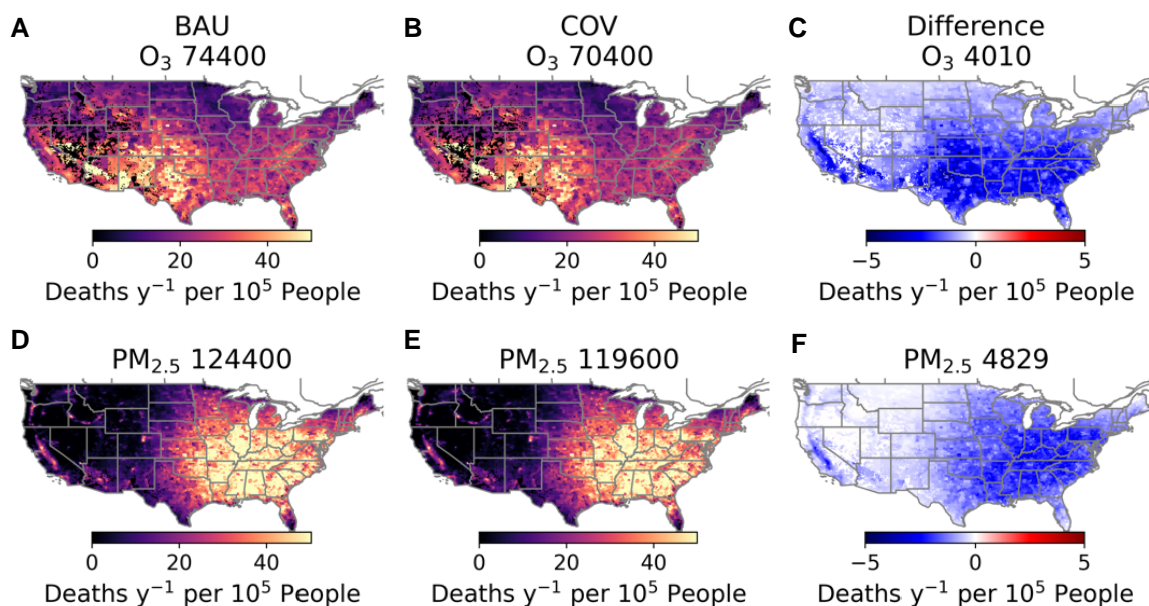 A
BAU
O₃ 74400
B
COV
O₃ 70400
C
Difference
O₃ 4010
0 20 40
Deaths y⁻¹ per 10⁵ People
0 20 40
Deaths y⁻¹ per 10⁵ People
−5 0 5
Deaths y⁻¹ per 10⁵ People
D
PM₂.₅ 124400
E
PM₂.₅ 119600
F
PM₂.₅ 4829
0 20 40
Deaths y⁻¹ per 10⁵ People
0 20 40
Deaths y⁻¹ per 10⁵ People
−5 0 5
Deaths y⁻¹ per 10⁵ People